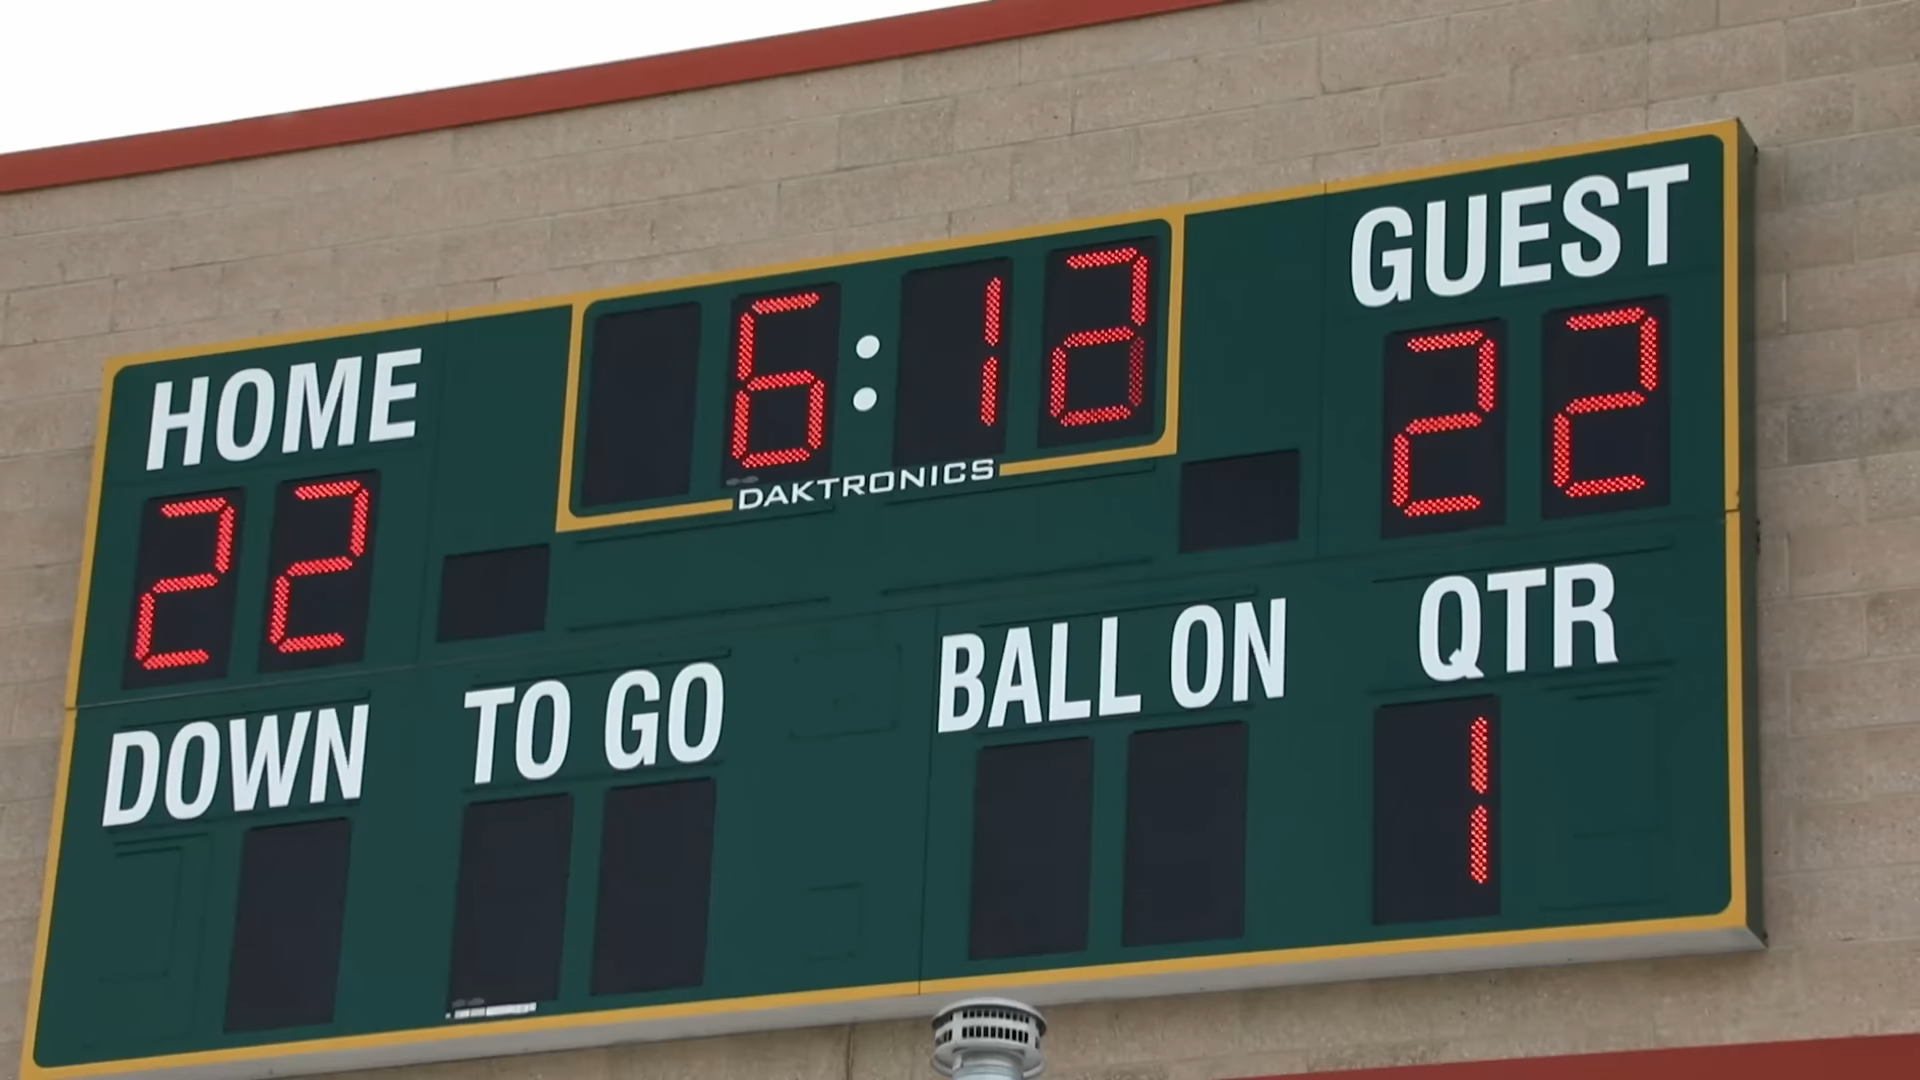 GUEST
6:12
HOME
22
22
DAKTRONICS
QTR
BALL ON
TO GO
DOWN
1